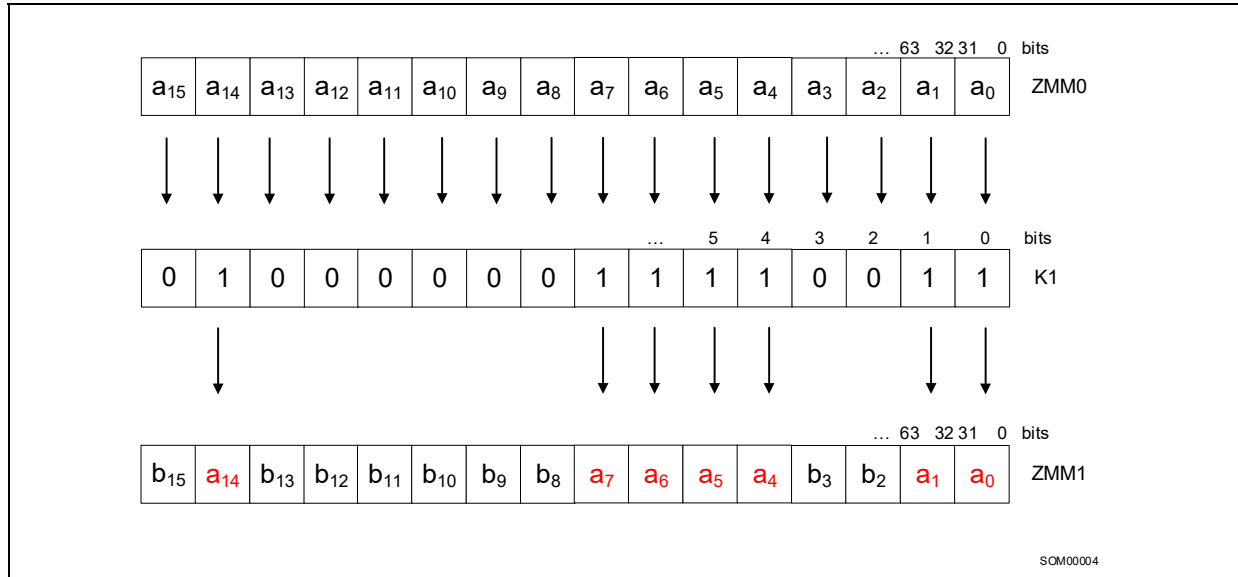 ... 63 32 31 0 bits
a15 a14 a13 a12 a11 a10 a9 a8 a7 a6 a5 a4 a3 a2 a1 a0 ZMM0
... 5 4 3 2 1 0 bits
0 1 0 0 0 0 0 0 1 1 1 1 0 0 1 1 K1
... 63 32 31 0 bits
b15 a14 b13 b12 b11 b10 b9 b8 a7 a6 a5 a4 b3 b2 a1 a0 ZMM1
SOM00004